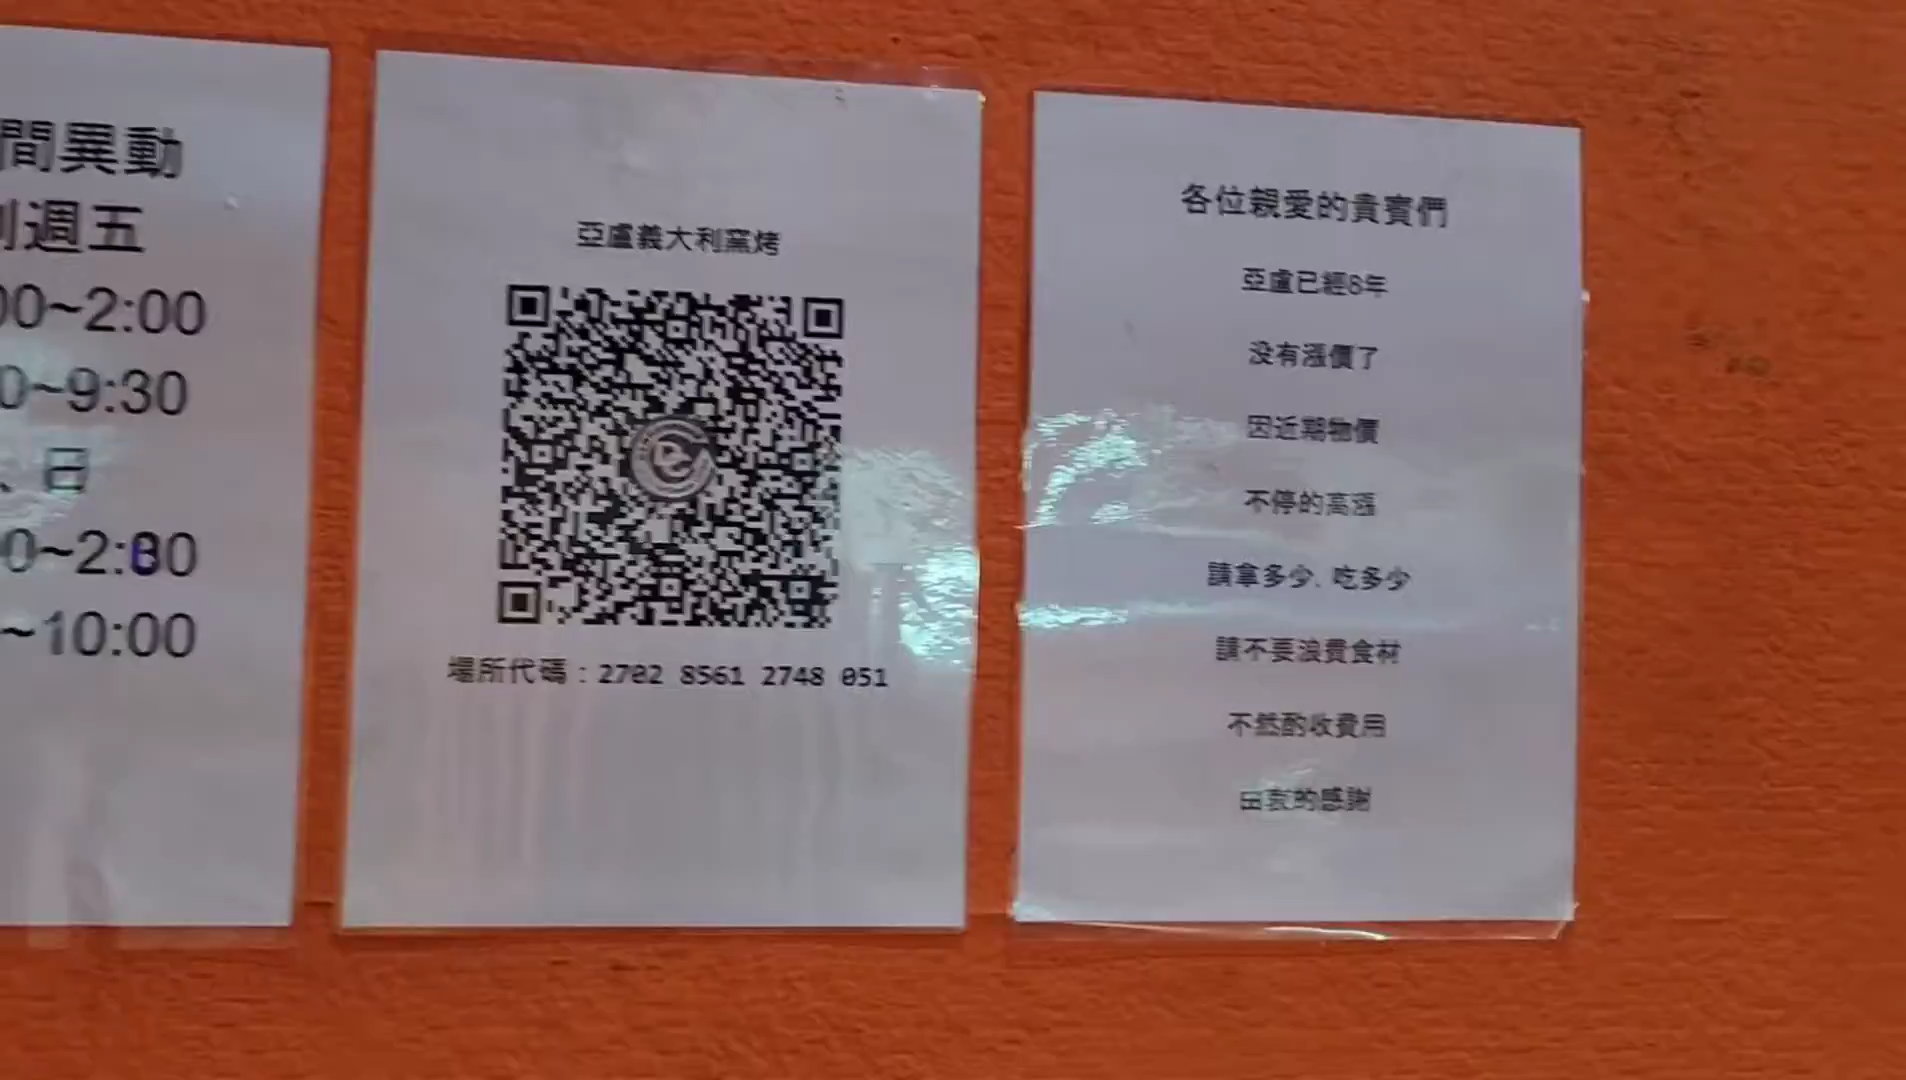 間異動
到週五
00~2:00
0~9:30
、日
0~2:30
~10:00
亞盧義大利窯烤
場所代碼：2702 8561 2748 051
各位親愛的貴賓們
亞盧已經8年
没有漲價了
因近期物價
不停的高漲
請拿多少、吃多少
請不要浪費食材
不然酌收費用
由衷的感謝